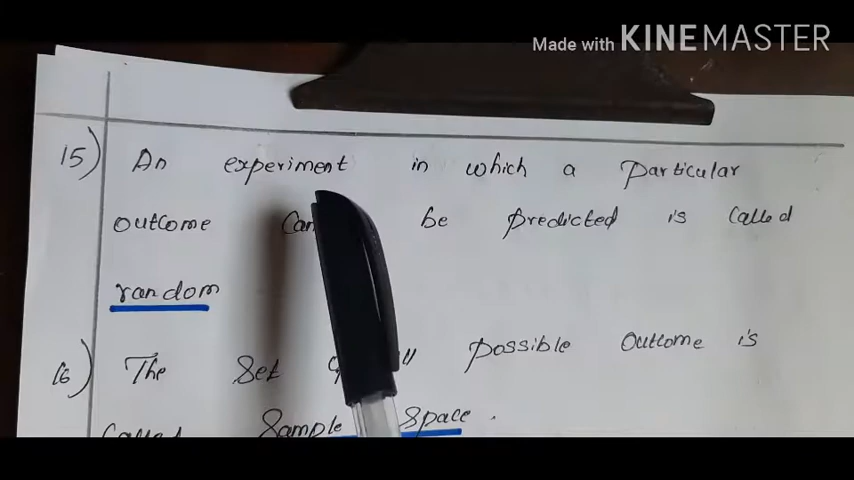 Made with KINEMASTER
15) An experiment in which a Particular
Outcome be Predicted is Called
random
16) The Set Possible Outcome is
Called Sample Space.